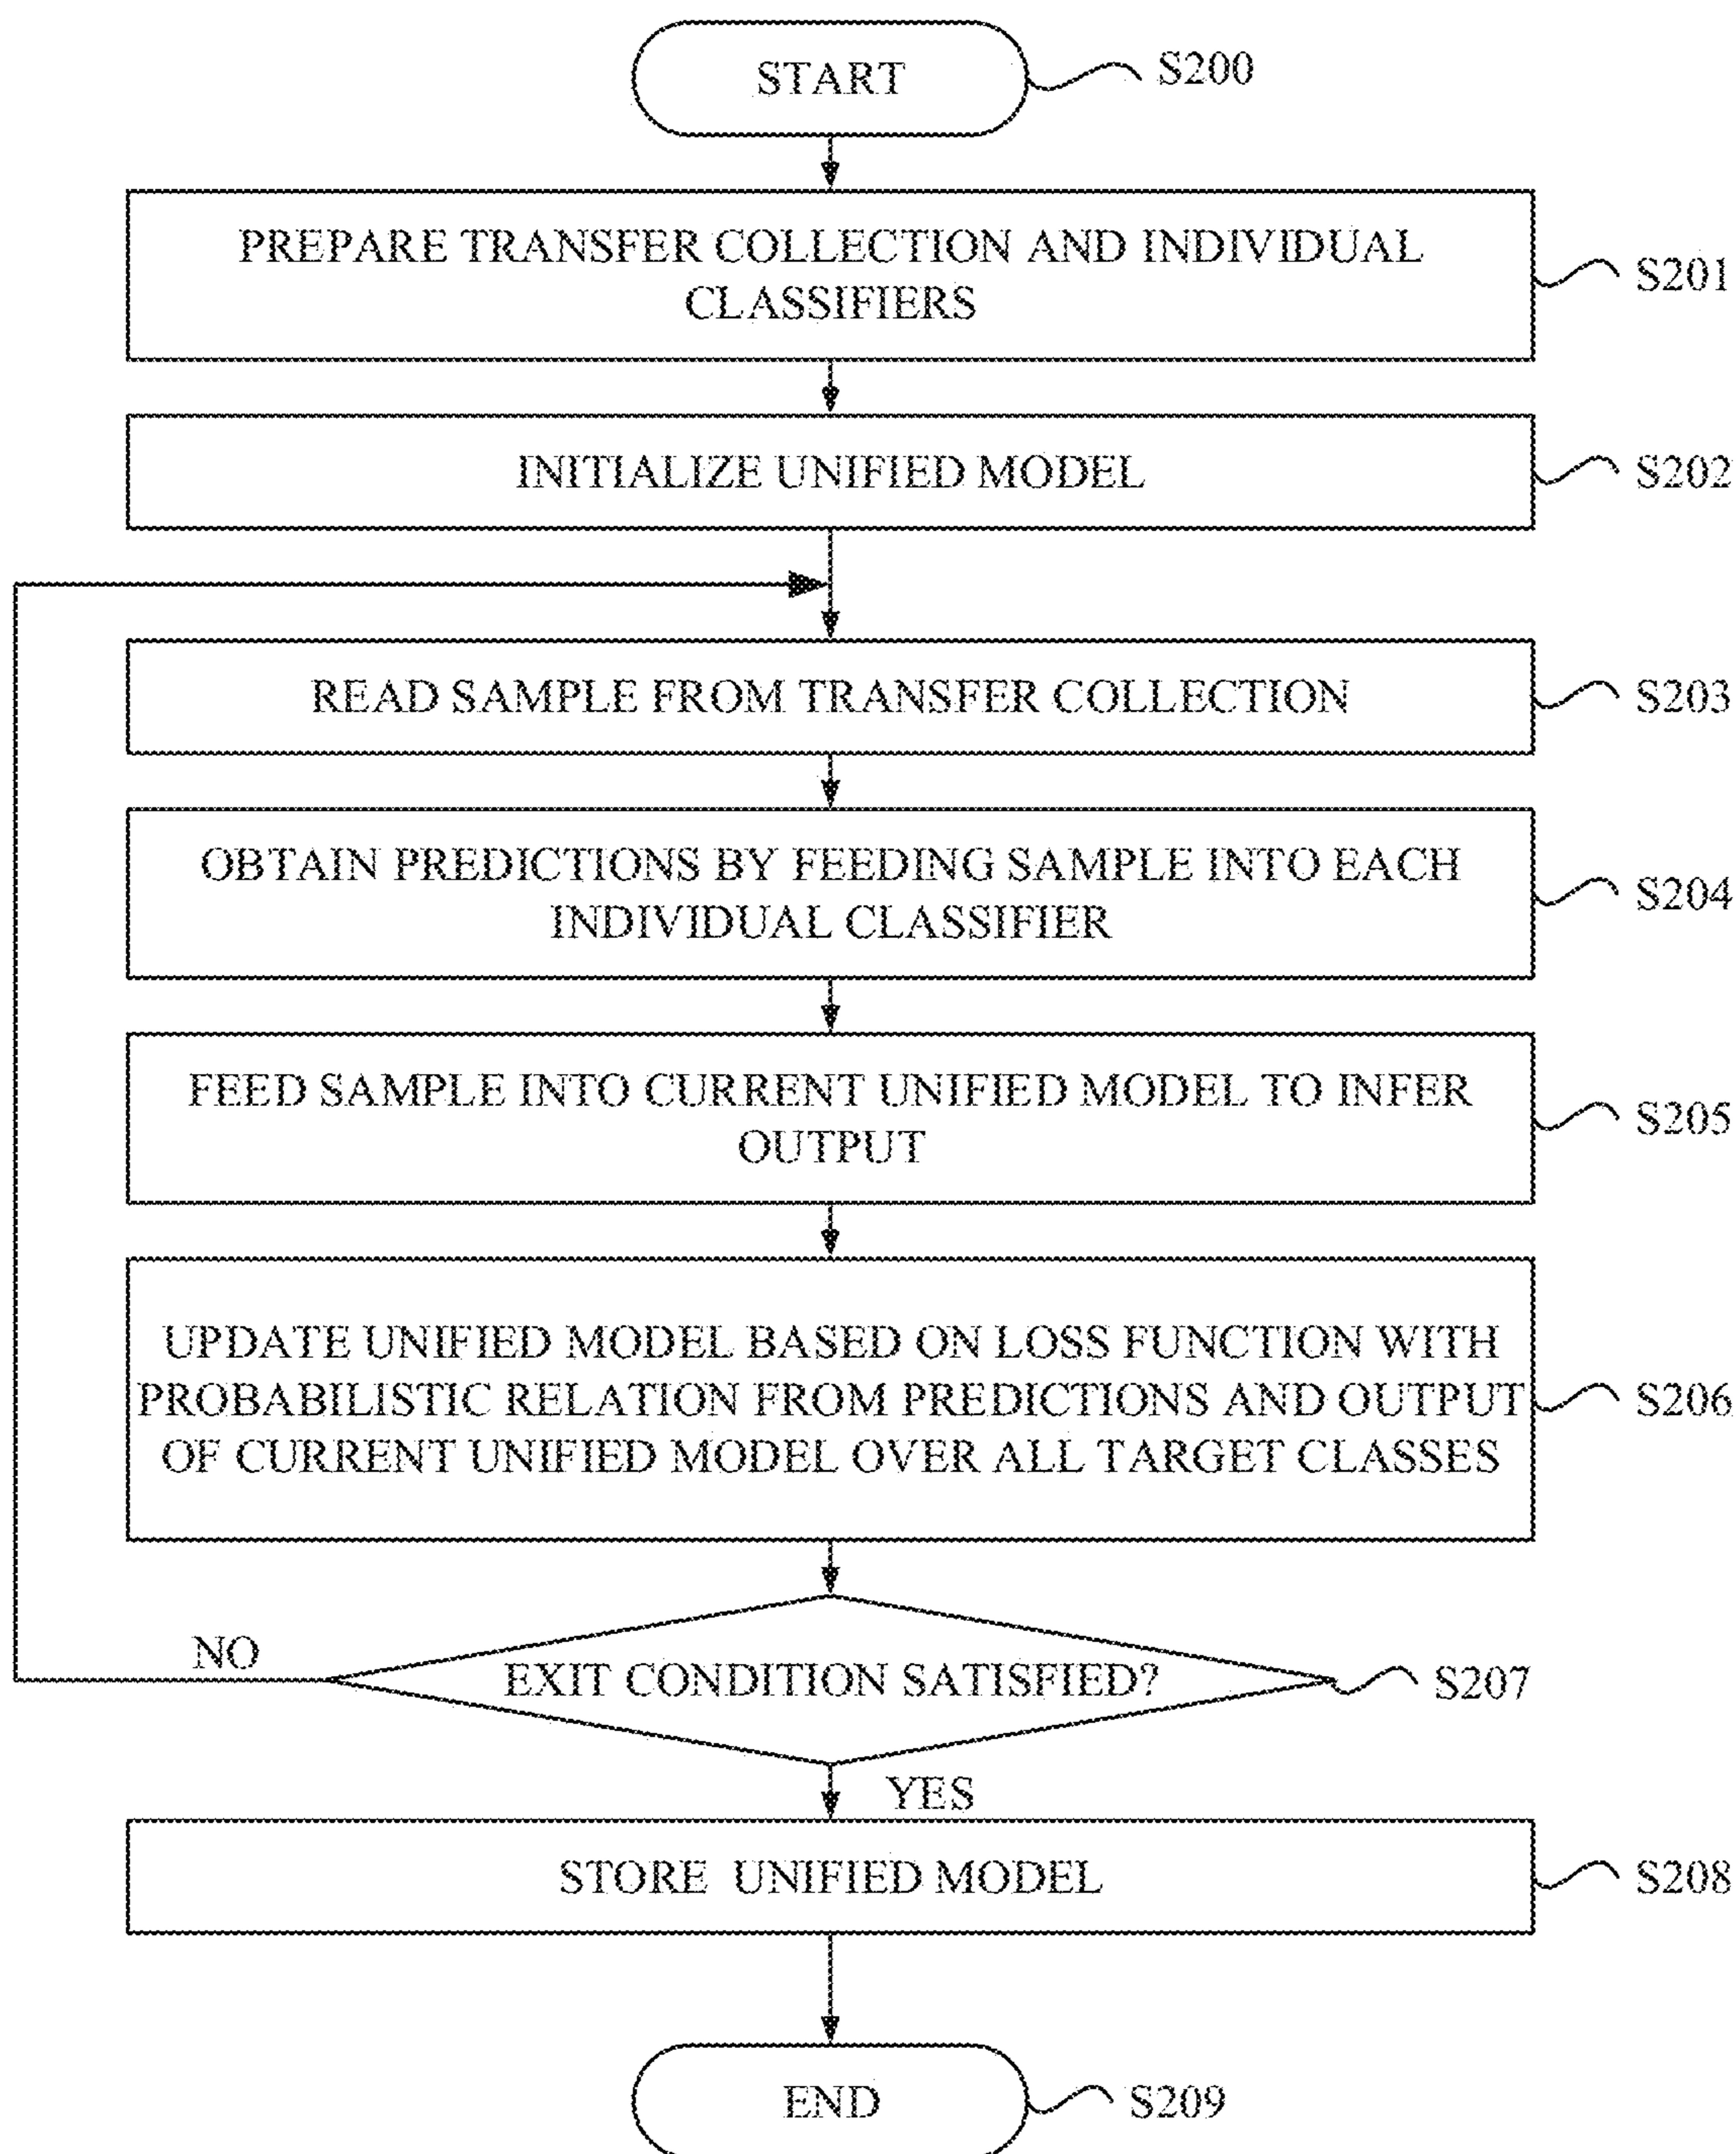 START
S200
PREPARE TRANSFER COLLECTION AND INDIVIDUAL
CLASSIFIERS
S201
INITIALIZE UNIFIED MODEL
S202
READ SAMPLE FROM TRANSFER COLLECTION
S203
OBTAIN PREDICTIONS BY FEEDING SAMPLE INTO EACH
INDIVIDUAL CLASSIFIER
S204
FEED SAMPLE INTO CURRENT UNIFIED MODEL TO INFER
OUTPUT
S205
UPDATE UNIFIED MODEL BASED ON LOSS FUNCTION WITH
PROBABILISTIC RELATION FROM PREDICTIONS AND OUTPUT
OF CURRENT UNIFIED MODEL OVER ALL TARGET CLASSES
S206
NO
EXIT CONDITION SATISFIED?
S207
YES
STORE UNIFIED MODEL
S208
END
S209